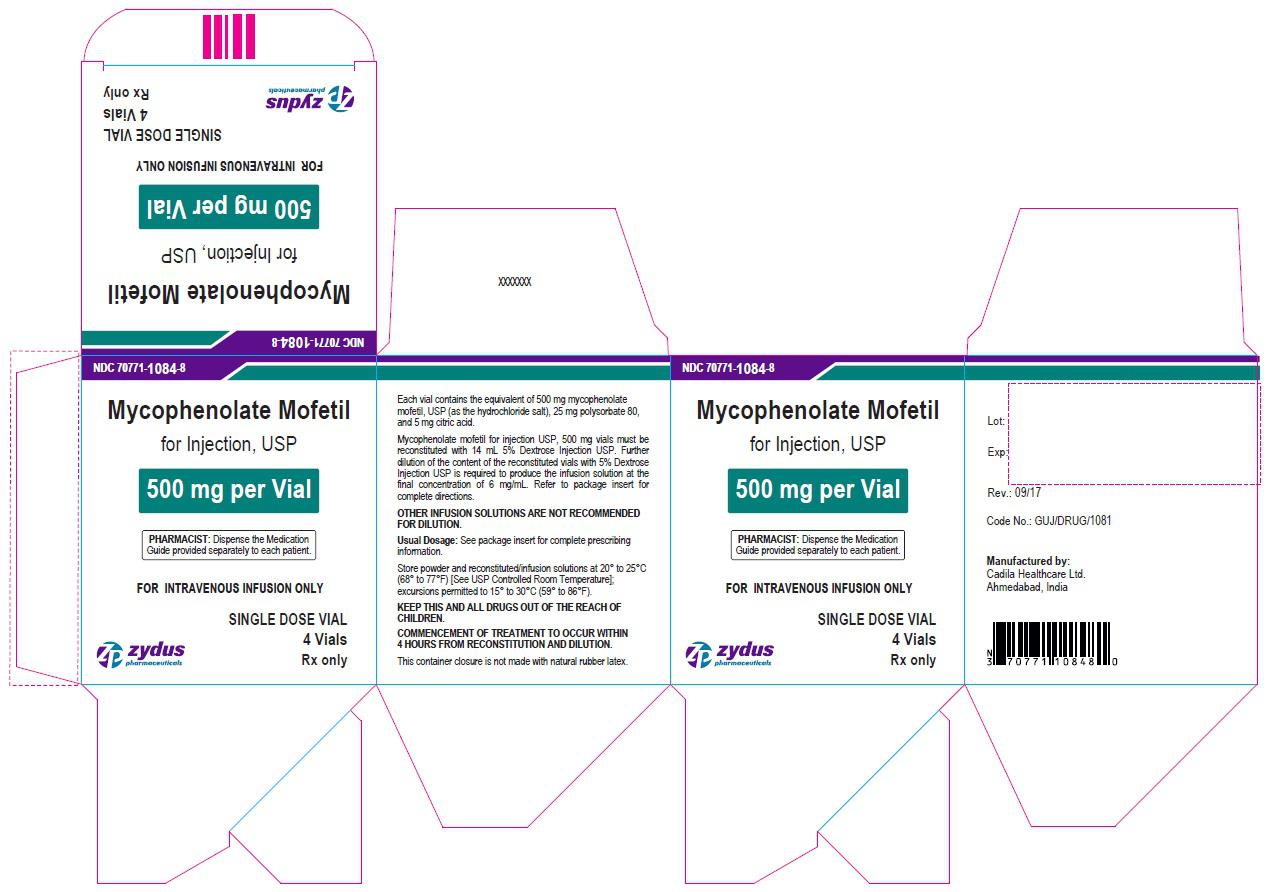 Rx only
4 Vials
SINGLE DOSE VIAL
zydus
pharmaceuticals
FOR INTRAVENOUS INFUSION ONLY
500 mg per Vial
for Injection, USP
Mycophenolate Mofetil
NDC 70771-1084-8
XXXXXXX
NDC 70771-1084-8
Mycophenolate Mofetil
for Injection, USP
500 mg per Vial
PHARMACIST: Dispense the Medication
Guide provided separately to each patient.
FOR INTRAVENOUS INFUSION ONLY
SINGLE DOSE VIAL
4 Vials
Rx only
zydus
pharmaceuticals
Each vial contains the equivalent of 500 mg mycophenolate
mofetil, USP (as the hydrochloride salt), 25 mg polysorbate 80,
and 5 mg citric acid.
Mycophenolate mofetil for injection USP, 500 mg vials must be
reconstituted with 14 mL 5% Dextrose Injection USP. Further
dilution of the content of the reconstituted vials with 5% Dextrose
Injection USP is required to produce the infusion solution at the
final concentration of 6 mg/mL. Refer to package insert for
complete directions.
OTHER INFUSION SOLUTIONS ARE NOT RECOMMENDED
FOR DILUTION.
Usual Dosage: See package insert for complete prescribing
information.
Store powder and reconstituted/infusion solutions at 20° to 25°C
(68° to 77°F) [See USP Controlled Room Temperature];
excursions permitted to 15° to 30°C (59° to 86°F).
KEEP THIS AND ALL DRUGS OUT OF THE REACH OF
CHILDREN.
COMMENCEMENT OF TREATMENT TO OCCUR WITHIN
4 HOURS FROM RECONSTITUTION AND DILUTION.
This container closure is not made with natural rubber latex.
NDC 70771-1084-8
Mycophenolate Mofetil
for Injection, USP
500 mg per Vial
PHARMACIST: Dispense the Medication
Guide provided separately to each patient.
FOR INTRAVENOUS INFUSION ONLY
SINGLE DOSE VIAL
4 Vials
Rx only
zydus
pharmaceuticals
Lot:
Exp:
Rev.: 09/17
Code No.: GUJ/DRUG/1081
Manufactured by:
Cadila Healthcare Ltd.
Ahmedabad, India
N
3 70771 10848 0